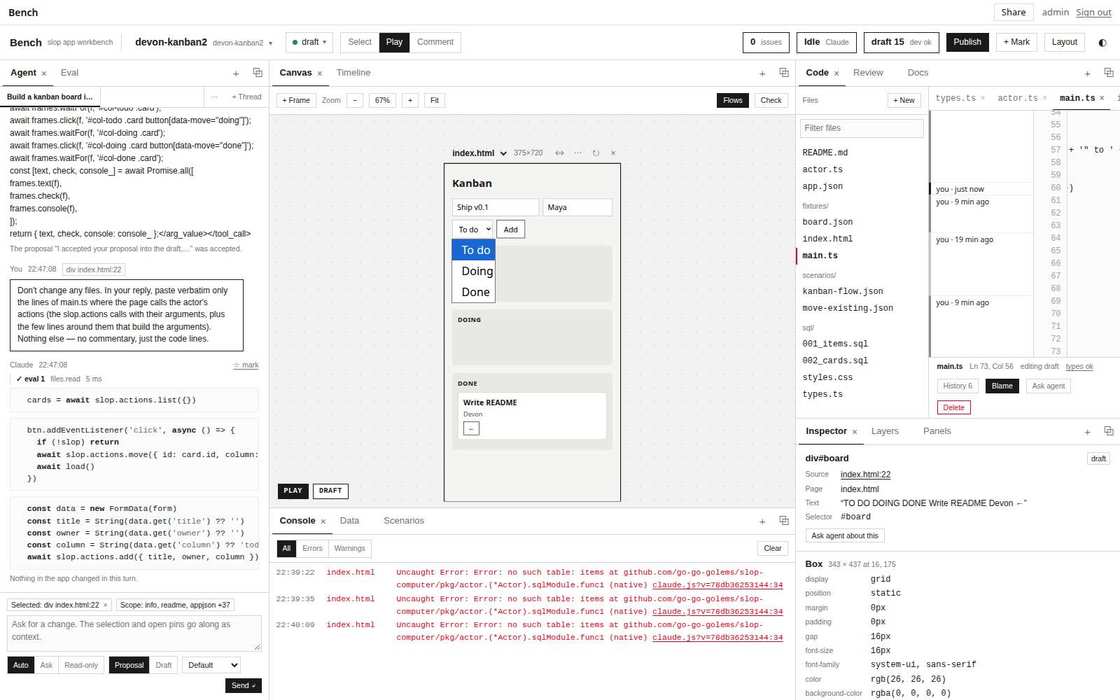 Bench
Share admin Sign out
Bench slop app workbench devon-kanban2 devon-kanban2 ▾ ● draft ▾ Select Play Comment 0 issues Idle Claude draft 15 dev ok Publish + Mark Layout
Agent × Eval +
Build a kanban board i… ··· + Thread
await frames.click(f, '#col-todo .card button[data-move="doing"]');
await frames.waitFor(f, '#col-doing .card');
await frames.click(f, '#col-doing .card button[data-move="done"]');
await frames.waitFor(f, '#col-done .card');
const [text, check, console_] = await Promise.all([
frames.text(f),
frames.check(f),
frames.console(f),
]);
return { text, check, console: console_ };</arg_value></tool_call>
The proposal "I accepted your proposal into the draft.…" was accepted.
You 22:47:08 div index.html:22
Don't change any files. In your reply, paste verbatim only
the lines of main.ts where the page calls the actor's
actions (the slop.actions calls with their arguments, plus
the few lines around them that build the arguments).
Nothing else — no commentary, just the code lines.
Claude 22:47:08 ☆ mark
✓ eval 1 files.read 5 ms
cards = await slop.actions.list({})
btn.addEventListener('click', async () => {
if (!slop) return
await slop.actions.move({ id: card.id, column:
await load()
})
const data = new FormData(form)
const title = String(data.get('title') ?? '')
const owner = String(data.get('owner') ?? '')
const column = String(data.get('column') ?? 'tod
await slop.actions.add({ title, owner, column })
Nothing in the app changed in this turn.
Selected: div index.html:22 × Scope: info, readme, appjson +37
Ask for a change. The selection and open pins go along as
context.
Auto Ask Read-only Proposal Draft Default
Send
Canvas × Timeline +
+ Frame Zoom − 67% + Fit Flows Check
index.html 375×720 ⇔ ··· ↻ ×
Kanban
Ship v0.1 Maya
To do Add
To do
Doing
Done
DOING
DONE
Write README
Devon
←
PLAY DRAFT
Console × Data Scenarios +
All Errors Warnings Clear
22:39:22 index.html Uncaught Error: Error: no such table: items at github.com/go-go-golems/slop-
computer/pkg/actor.(*Actor).sqlModule.func1 (native) claude.js?v=78db36253144:34
22:39:35 index.html Uncaught Error: Error: no such table: items at github.com/go-go-golems/slop-
computer/pkg/actor.(*Actor).sqlModule.func1 (native) claude.js?v=78db36253144:34
22:40:09 index.html Uncaught Error: Error: no such table: items at github.com/go-go-golems/slop-
computer/pkg/actor.(*Actor).sqlModule.func1 (native) claude.js?v=78db36253144:34
Code × Review Docs +
Files + New
Filter files
README.md
actor.ts
app.json
fixtures/
board.json
index.html
main.ts
scenarios/
kanban-flow.json
move-existing.json
sql/
001_items.sql
002_cards.sql
styles.css
types.ts
types.ts × actor.ts × main.ts ×
54
55
56
57 + '" to '
58
59
you · just now 60 )
you · 9 min ago 61
62
63
you · 19 min ago 64
65
66
67
68
you · 9 min ago 69
70
71
72
73
main.ts Ln 73, Col 56 editing draft types ok
History 6 Blame Ask agent
Delete
Inspector × Layers Panels +
div#board draft
Source index.html:22
Page index.html
Text “TO DO DOING DONE Write README Devon ←”
Selector #board
Ask agent about this
Box 343 × 437 at 16, 175
display grid
position static
margin 0px
padding 0px
gap 16px
font-size 16px
font-family system-ui, sans-serif
color rgb(26, 26, 26)
background-color rgba(0, 0, 0, 0)